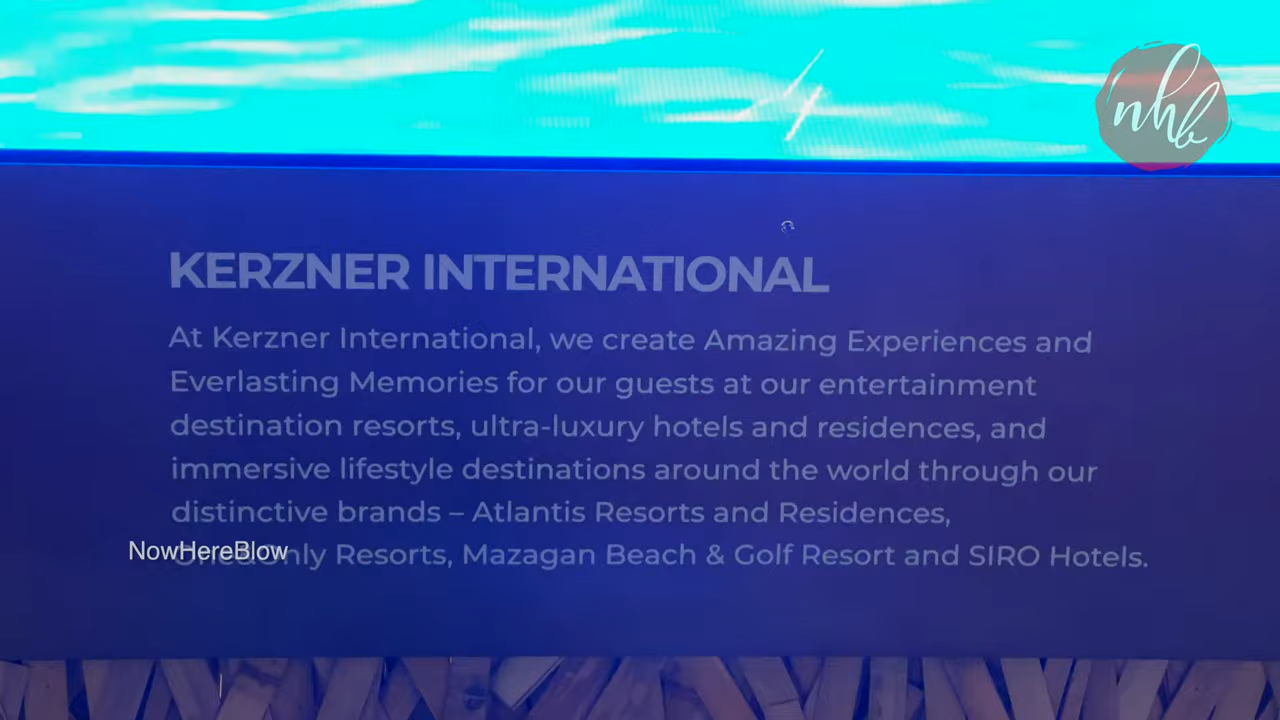 nhb
KERZNER INTERNATIONAL
At Kerzner International, we create Amazing Experiences and
Everlasting Memories for our guests at our entertainment
destination resorts, ultra-luxury hotels and residences, and
immersive lifestyle destinations around the world through our
distinctive brands – Atlantis Resorts and Residences,
NowHereBlow
Resorts, Mazagan Beach & Golf Resort and SIRO Hotels.